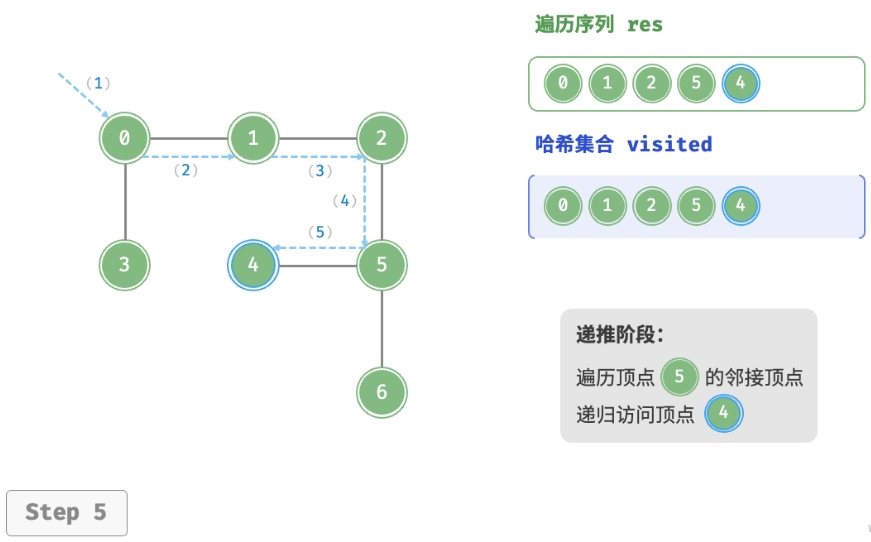 遍历序列 res
0 1 2 5 4
哈希集合 visited
0 1 2 5 4
(1)
0 1 2
(2) (3)
(4)
(5)
3 4 5
6
递推阶段：
遍历顶点 5 的邻接顶点
递归访问顶点 4
Step 5